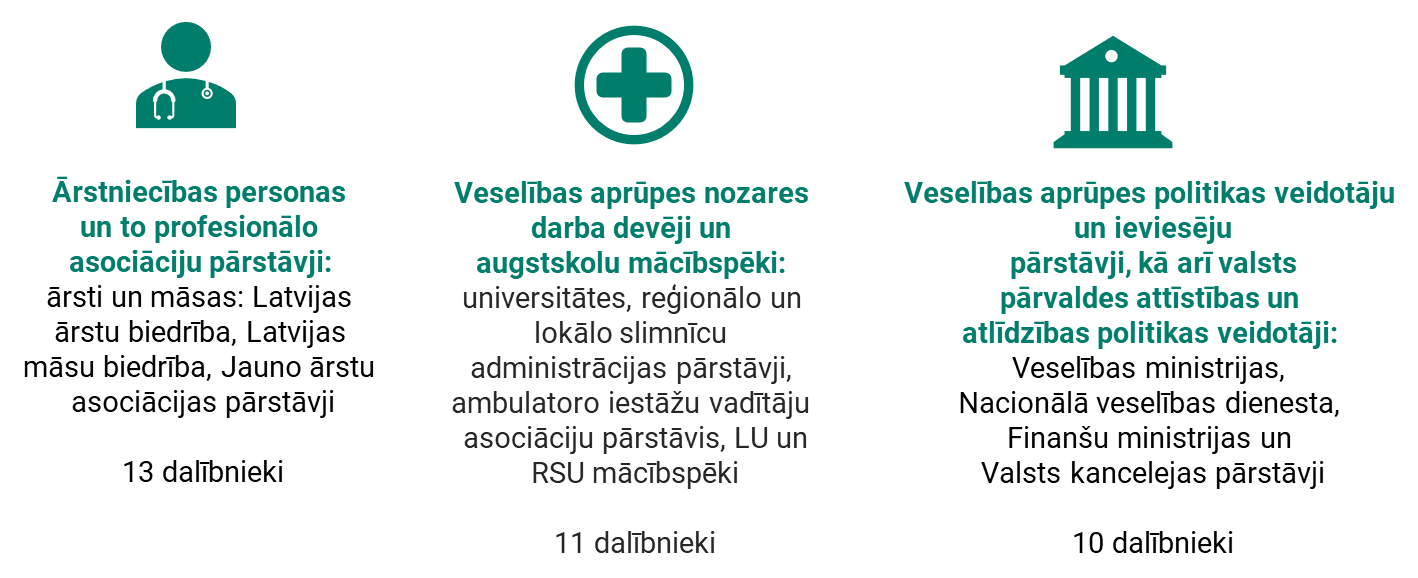 Ārstniecības personas
un to profesionālo
asociāciju pārstāvji:
ārsti un māsas: Latvijas
ārstu biedrība, Latvijas
māsu biedrība, Jauno ārstu
asociācijas pārstāvji
13 dalībnieki
Veselības aprūpes nozares
darba devēji un
augstskolu mācībspēki:
universitātes, reģionālo un
lokālo slimnīcu
administrācijas pārstāvji,
ambulatoro iestāžu vadītāju
asociāciju pārstāvis, LU un
RSU mācībspēki
11 dalībnieki
Veselības aprūpes politikas veidotāju
un ieviesēju
pārstāvji, kā arī valsts
pārvaldes attīstības un
atlīdzības politikas veidotāji:
Veselības ministrijas,
Nacionālā veselības dienesta,
Finanšu ministrijas un
Valsts kancelejas pārstāvji
10 dalībnieki